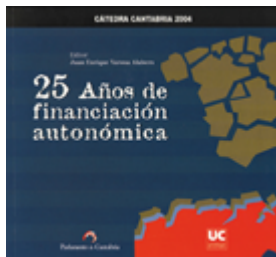 CÁTEDRA CANTABRIA 2004
Editor
Juan Enrique Varona Alabern
25 Años de
financiación
autonómica
Parlamento de Cantabria
UC